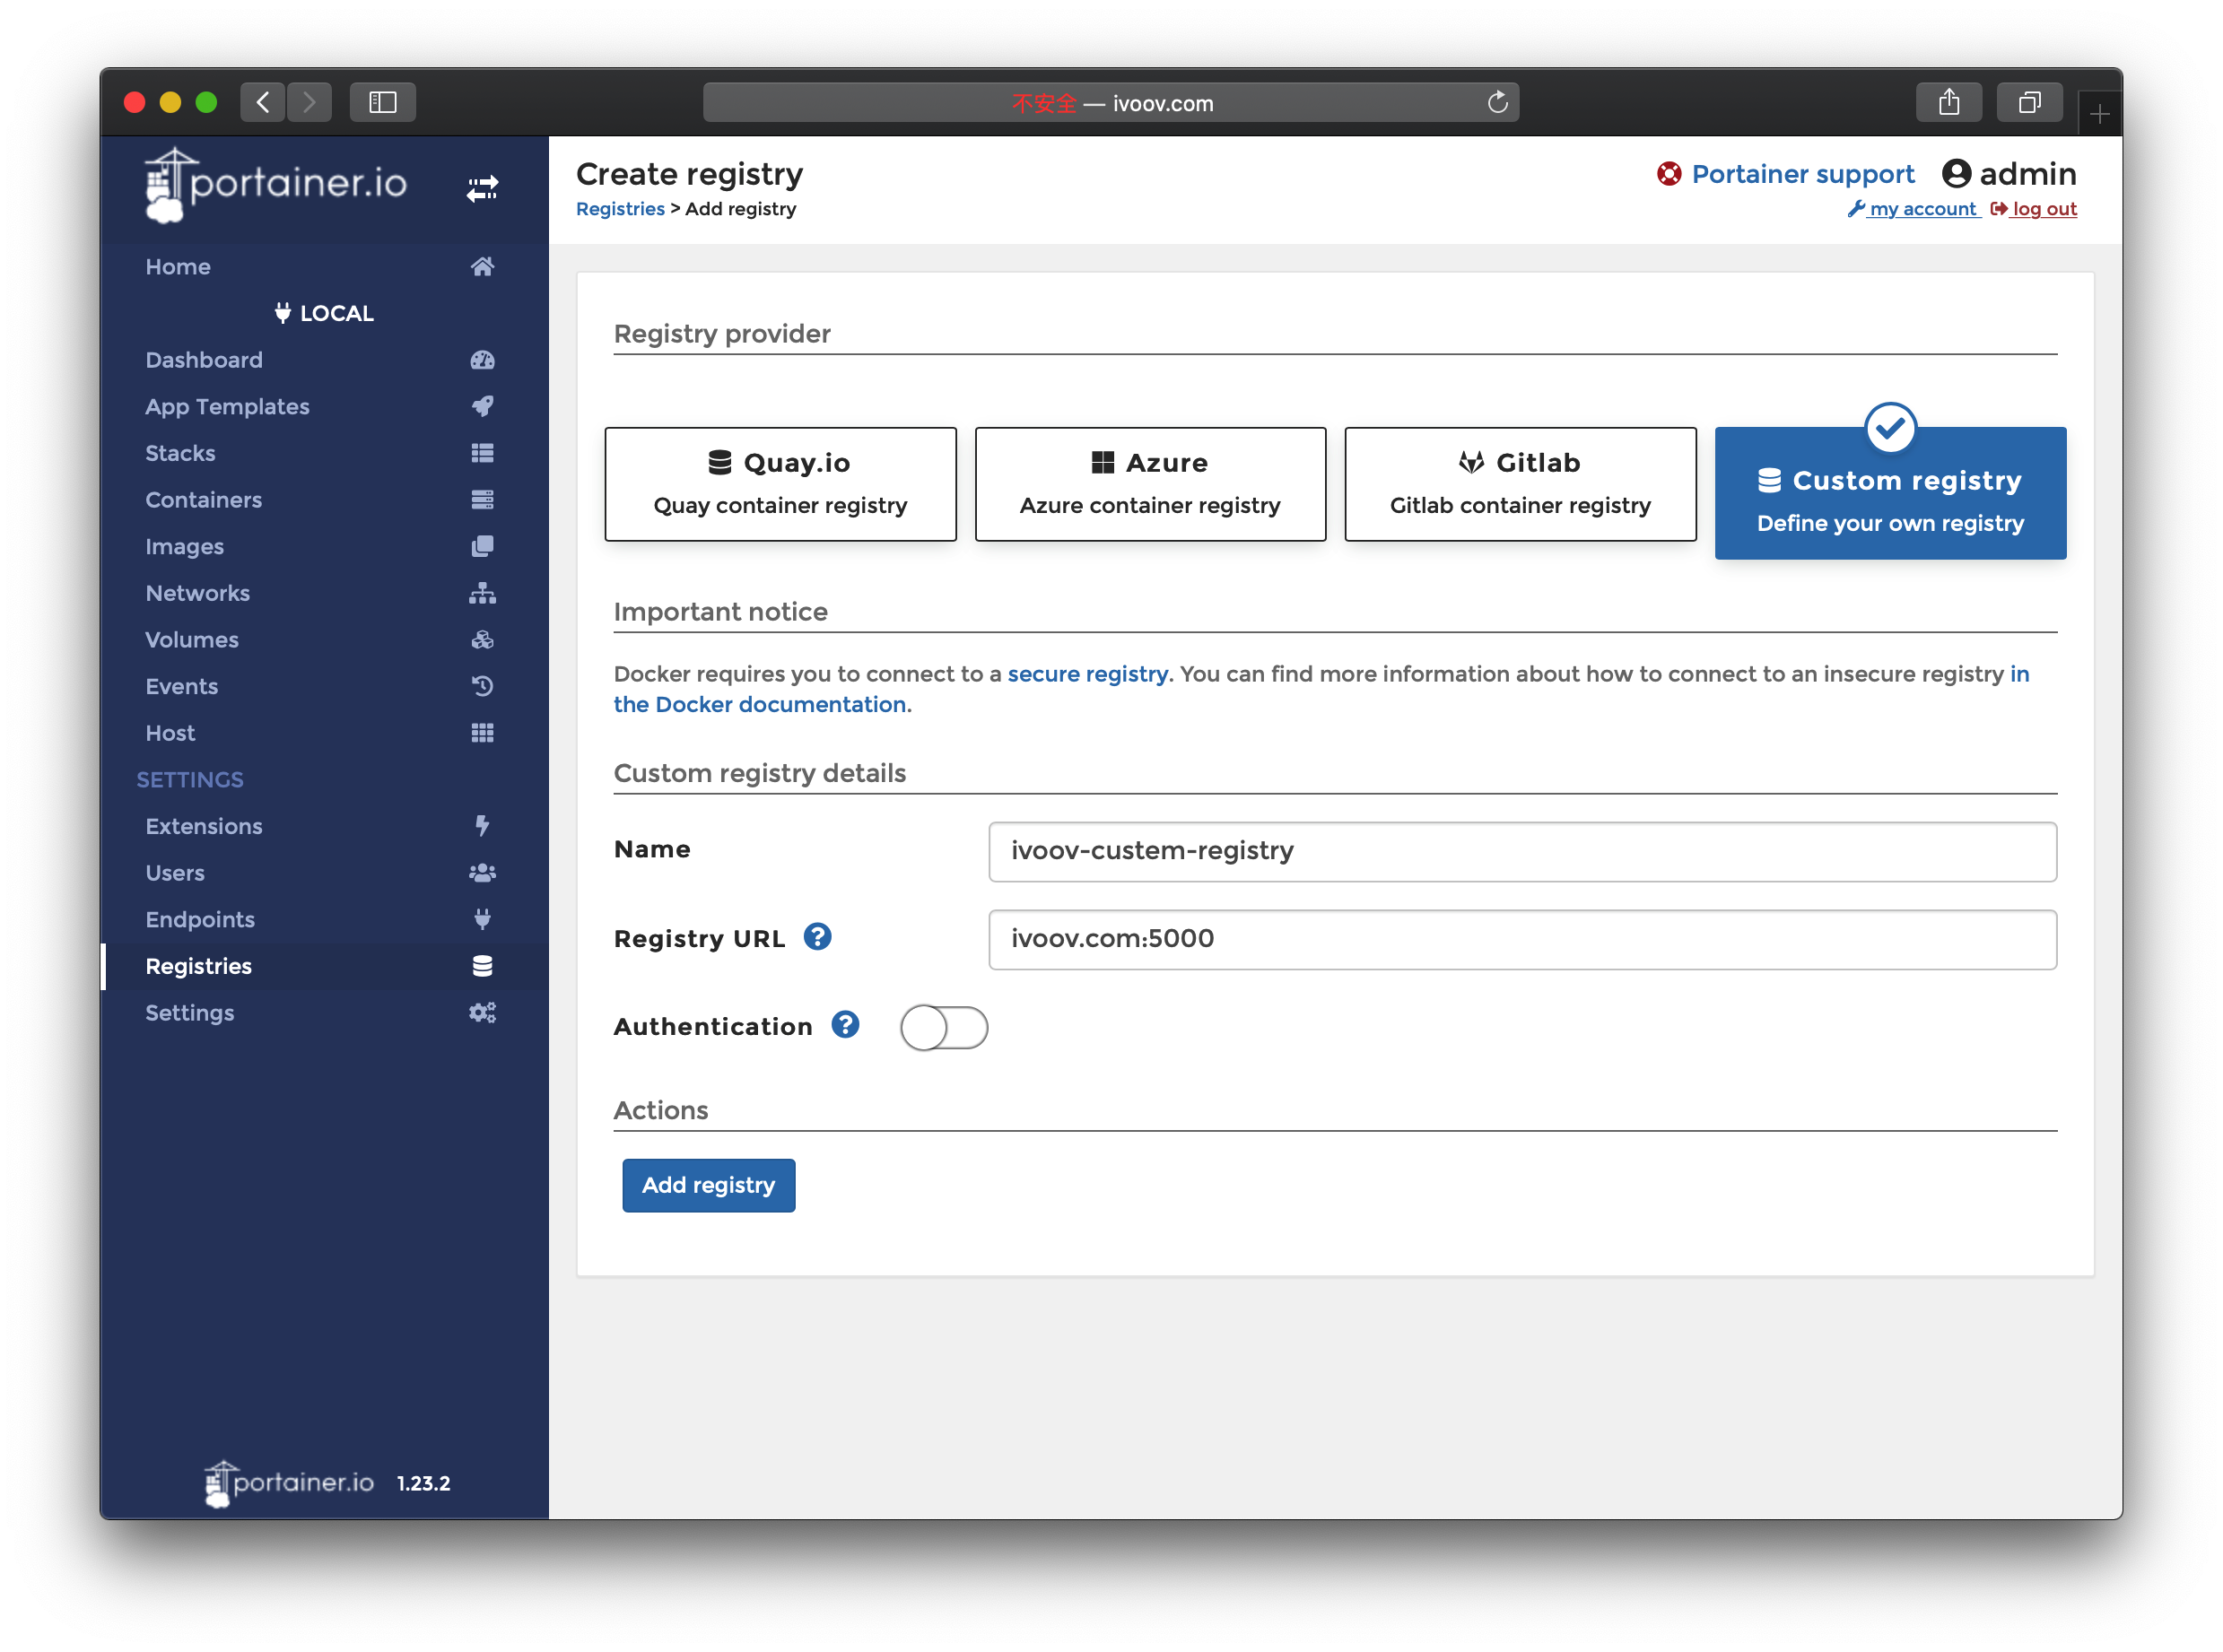 不安全 — ivoov.com
portainer.io
Home
LOCAL
Dashboard
App Templates
Stacks
Containers
Images
Networks
Volumes
Events
Host
SETTINGS
Extensions
Users
Endpoints
Registries
Settings
portainer.io 1.23.2
Create registry
Registries > Add registry
Portainer support admin
my account log out
Registry provider
Quay.io
Quay container registry
Azure
Azure container registry
Gitlab
Gitlab container registry
Custom registry
Define your own registry
Important notice
Docker requires you to connect to a secure registry. You can find more information about how to connect to an insecure registry in
the Docker documentation.
Custom registry details
Name ivoov-custem-registry
Registry URL ivoov.com:5000
Authentication
Actions
Add registry